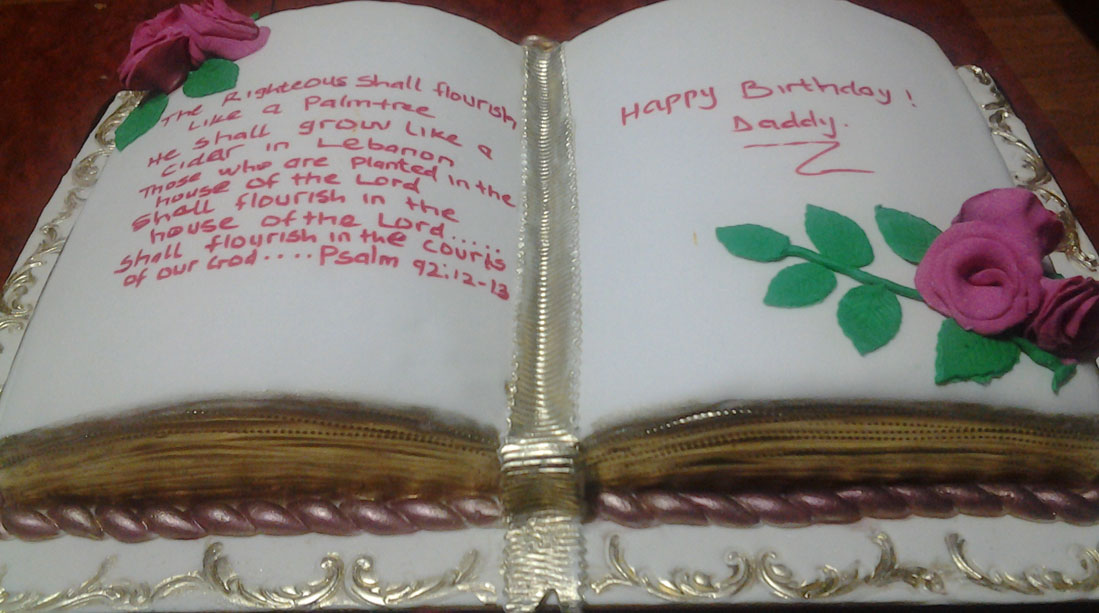 The Righteous shall flourish
Like a Palmtree
He shall grow like a
cidar in Lebanon
Those who are planted in the
house of the Lord
Shall flourish in the
house of the Lord.....
shall flourish in the courts
of our God.... Psalm 92:12-13
Happy Birthday!
Daddy.